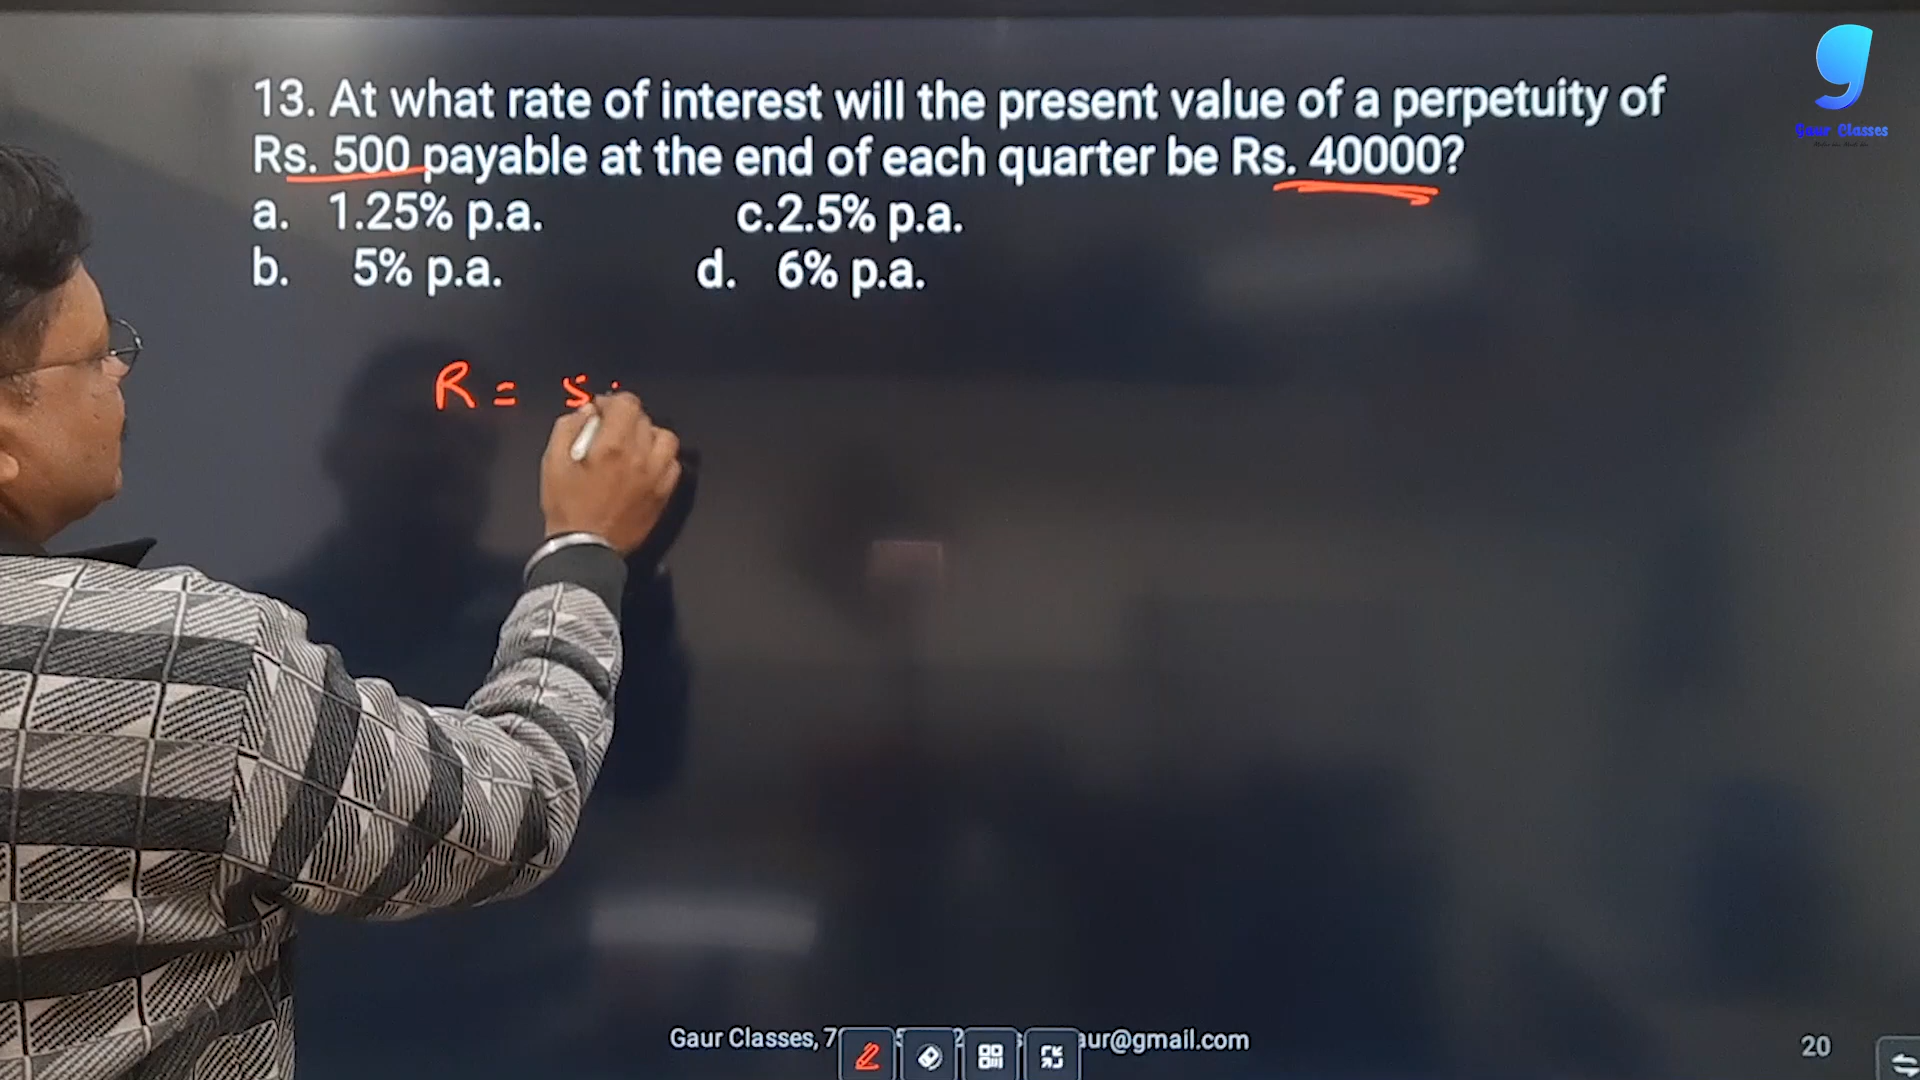 Gaur Classes
13. At what rate of interest will the present value of a perpetuity of
Rs. 500 payable at the end of each quarter be Rs. 40000?
a. 1.25% p.a. c.2.5% p.a.
b. 5% p.a. d. 6% p.a.
R = 5
Gaur Classes, 7 aur@gmail.com
20